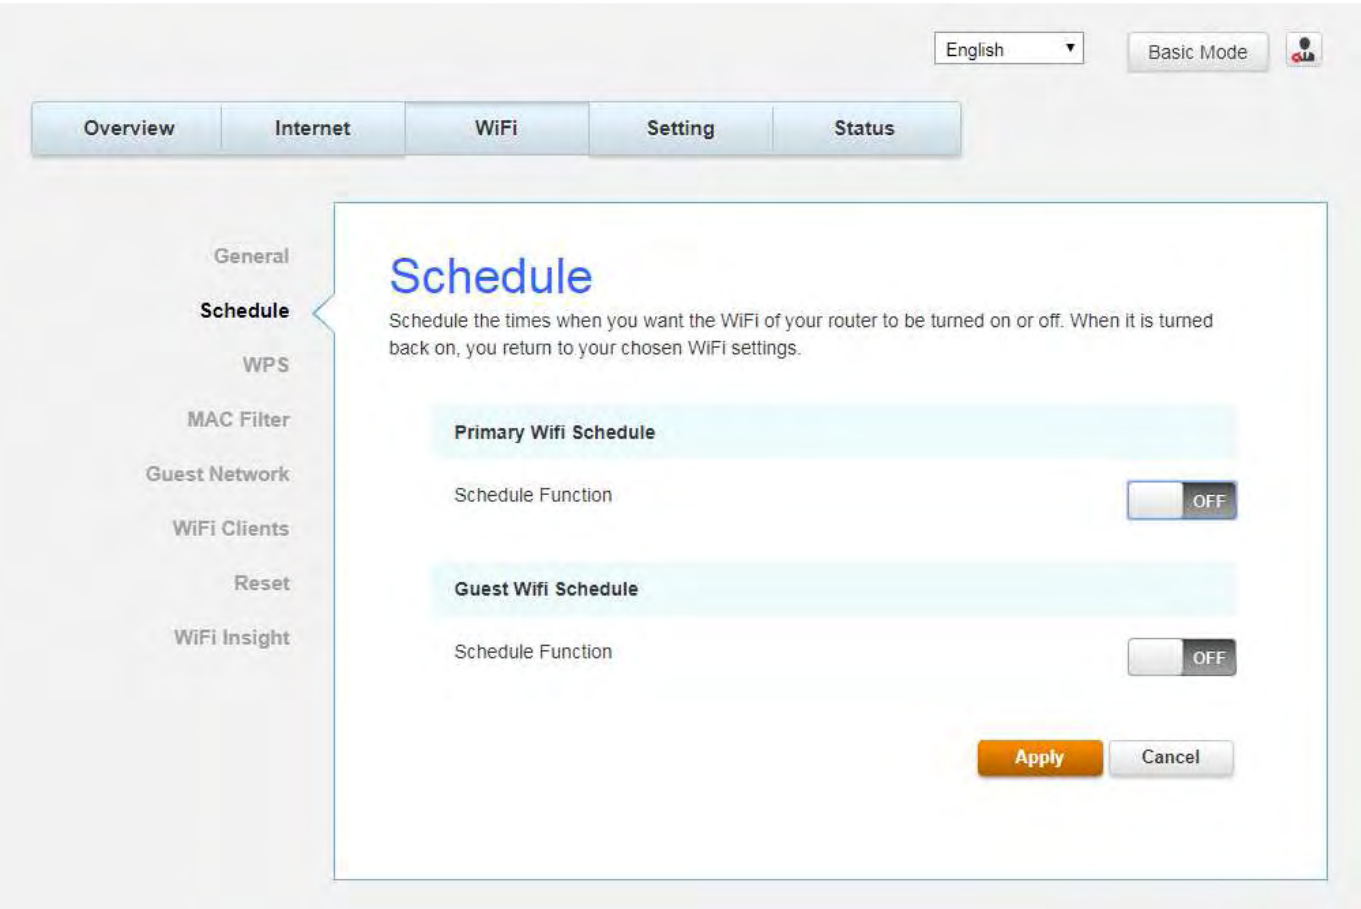 English
Basic Mode
Overview
Internet
WiFi
Setting
Status
General
Schedule
WPS
MAC Filter
Guest Network
WiFi Clients
Reset
WiFi Insight
Schedule
Schedule the times when you want the WiFi of your router to be turned on or off. When it is turned
back on, you return to your chosen WiFi settings.
Primary Wifi Schedule
Schedule Function
OFF
Guest Wifi Schedule
Schedule Function
OFF
Apply
Cancel